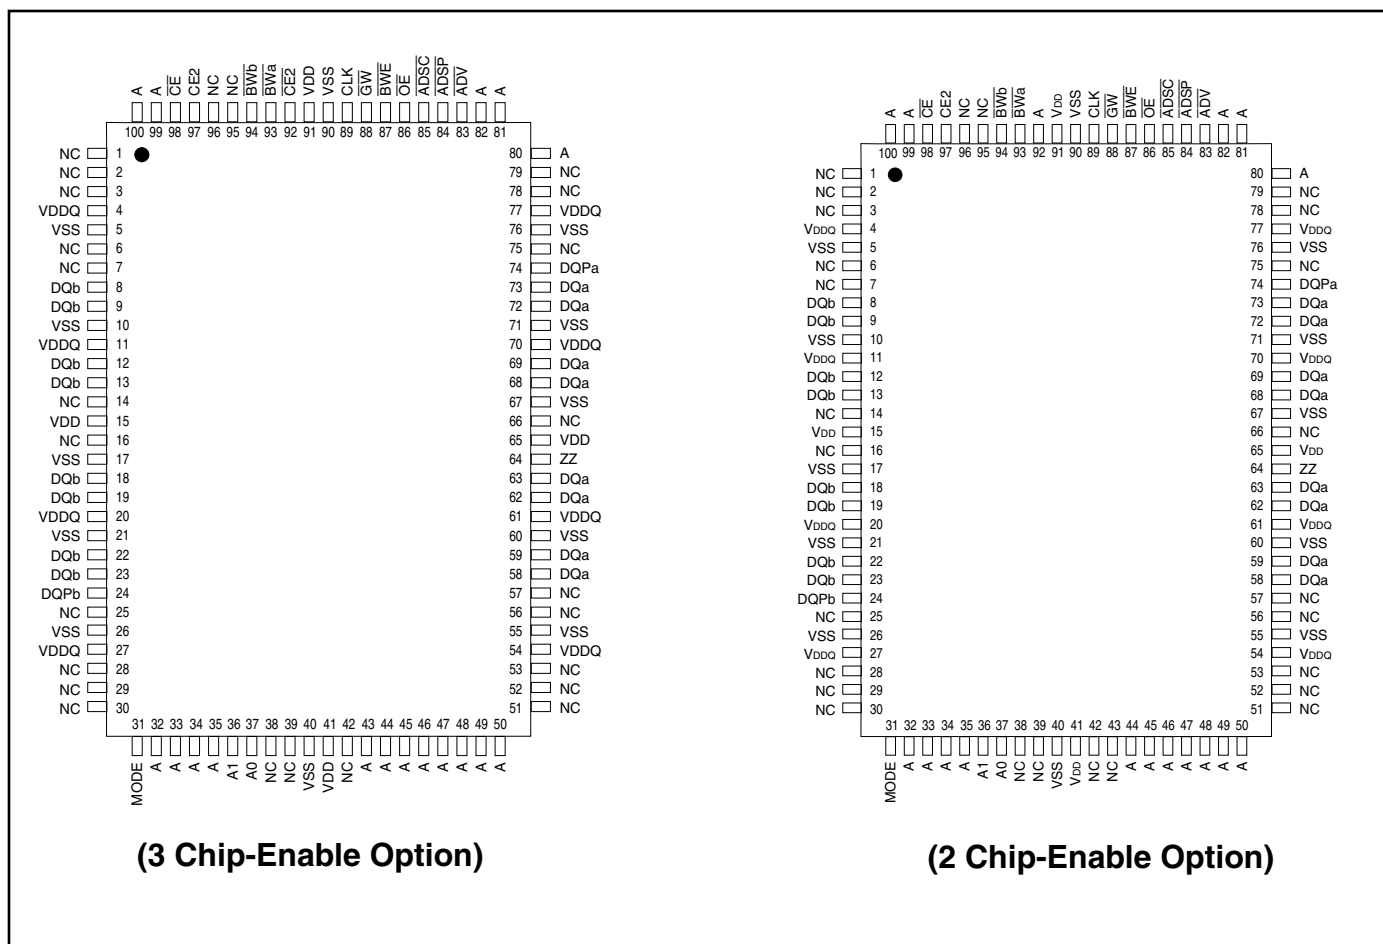 A A CE CE2 NC NC BWb BWa CE2 VDD VSS CLK GW BWE OE ADSC ADSP ADV A A
100 99 98 97 96 95 94 93 92 91 90 89 88 87 86 85 84 83 82 81
NC 1 80 A
NC 2 79 NC
NC 3 78 NC
VDDQ 4 77 VDDQ
VSS 5 76 VSS
NC 6 75 NC
NC 7 74 DQPa
DQb 8 73 DQa
DQb 9 72 DQa
VSS 10 71 VSS
VDDQ 11 70 VDDQ
DQb 12 69 DQa
DQb 13 68 DQa
NC 14 67 VSS
VDD 15 66 NC
NC 16 65 VDD
VSS 17 64 ZZ
DQb 18 63 DQa
DQb 19 62 DQa
VDDQ 20 61 VDDQ
VSS 21 60 VSS
DQb 22 59 DQa
DQb 23 58 DQa
DQPb 24 57 NC
NC 25 56 NC
VSS 26 55 VSS
VDDQ 27 54 VDDQ
NC 28 53 NC
NC 29 52 NC
NC 30 51 NC
31 32 33 34 35 36 37 38 39 40 41 42 43 44 45 46 47 48 49 50
MODE A A A A A1 A0 NC NC VSS VDD NC A A A A A A A A
(3 Chip-Enable Option)
A A CE CE2 NC NC BWb BWa A VDD VSS CLK GW BWE OE ADSC ADSP ADV A A
100 99 98 97 96 95 94 93 92 91 90 89 88 87 86 85 84 83 82 81
NC 1 80 A
NC 2 79 NC
NC 3 78 NC
VDDQ 4 77 VDDQ
VSS 5 76 VSS
NC 6 75 NC
NC 7 74 DQPa
DQb 8 73 DQa
DQb 9 72 DQa
VSS 10 71 VSS
VDDQ 11 70 VDDQ
DQb 12 69 DQa
DQb 13 68 DQa
NC 14 67 VSS
VDD 15 66 NC
NC 16 65 VDD
VSS 17 64 ZZ
DQb 18 63 DQa
DQb 19 62 DQa
VDDQ 20 61 VDDQ
VSS 21 60 VSS
DQb 22 59 DQa
DQb 23 58 DQa
DQPb 24 57 NC
NC 25 56 NC
VSS 26 55 VSS
VDDQ 27 54 VDDQ
NC 28 53 NC
NC 29 52 NC
NC 30 51 NC
31 32 33 34 35 36 37 38 39 40 41 42 43 44 45 46 47 48 49 50
MODE A A A A A1 A0 NC NC VSS VDD NC NC A A A A A A A
(2 Chip-Enable Option)